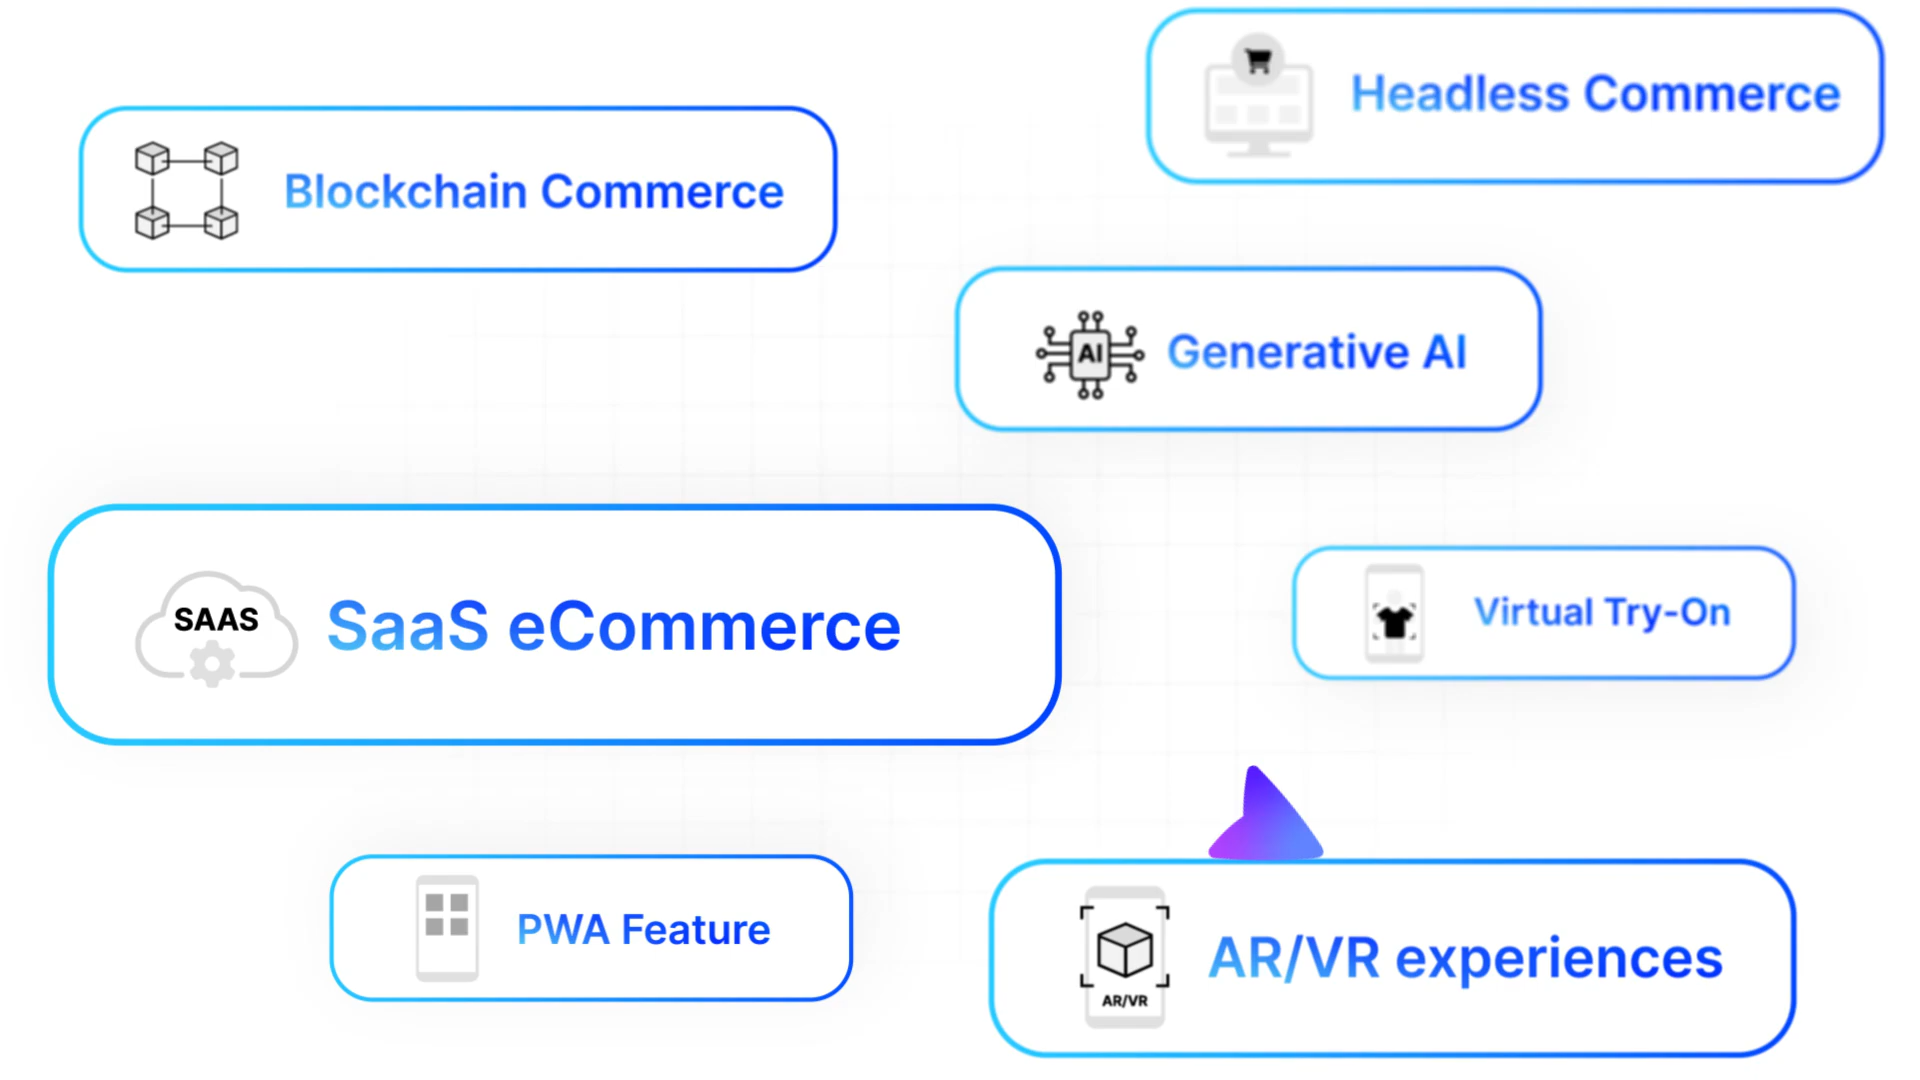 Headless Commerce
Blockchain Commerce
AI
Generative AI
SAAS
SaaS eCommerce
Virtual Try-On
PWA Feature
AR/VR experiences
AR/VR